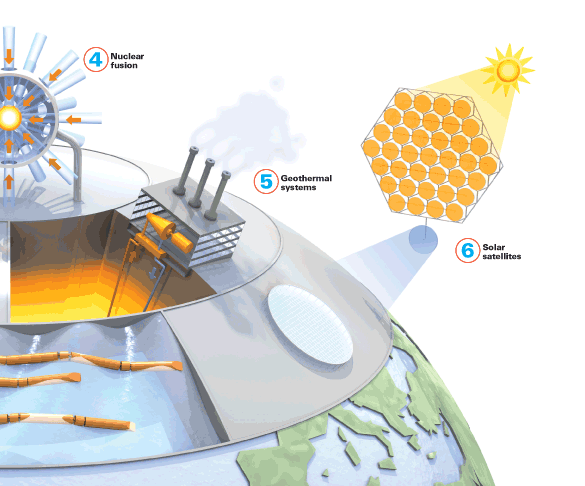 4 Nuclear
fusion
5 Geothermal
systems
6 Solar
satellites